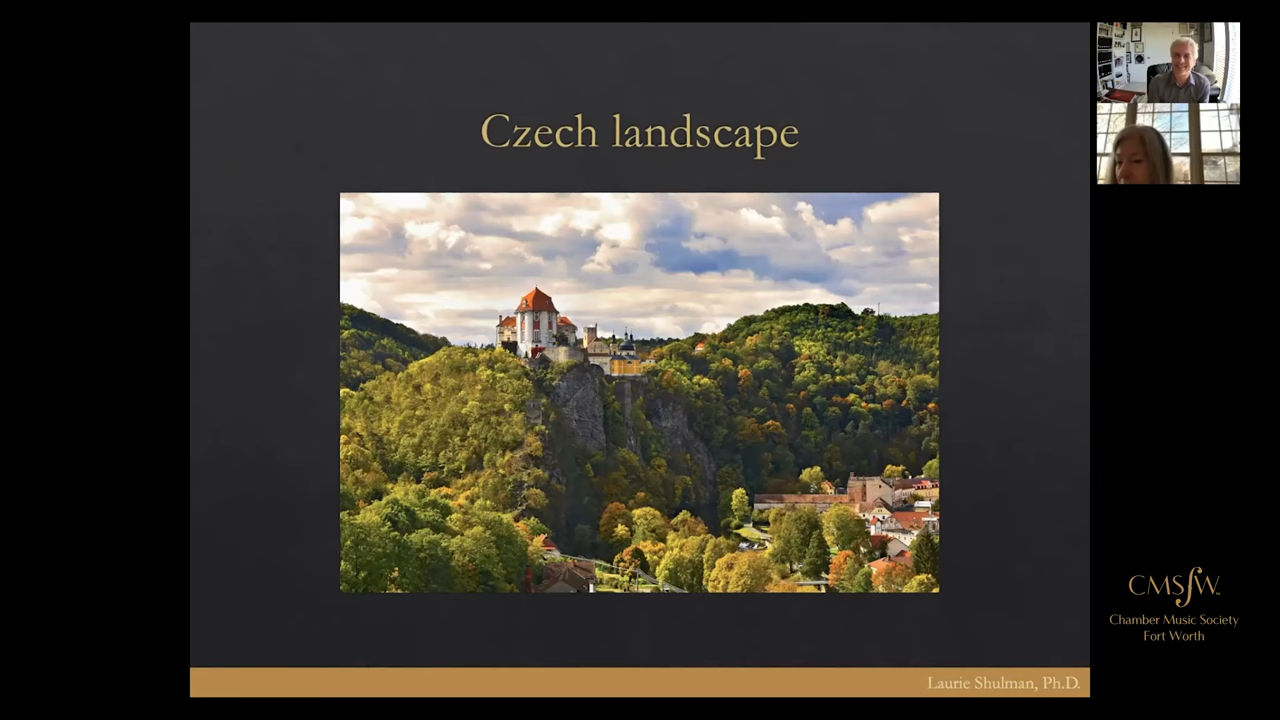 Czech landscape
Laurie Shulman, Ph.D.
CMSfW
Chamber Music Society
Fort Worth